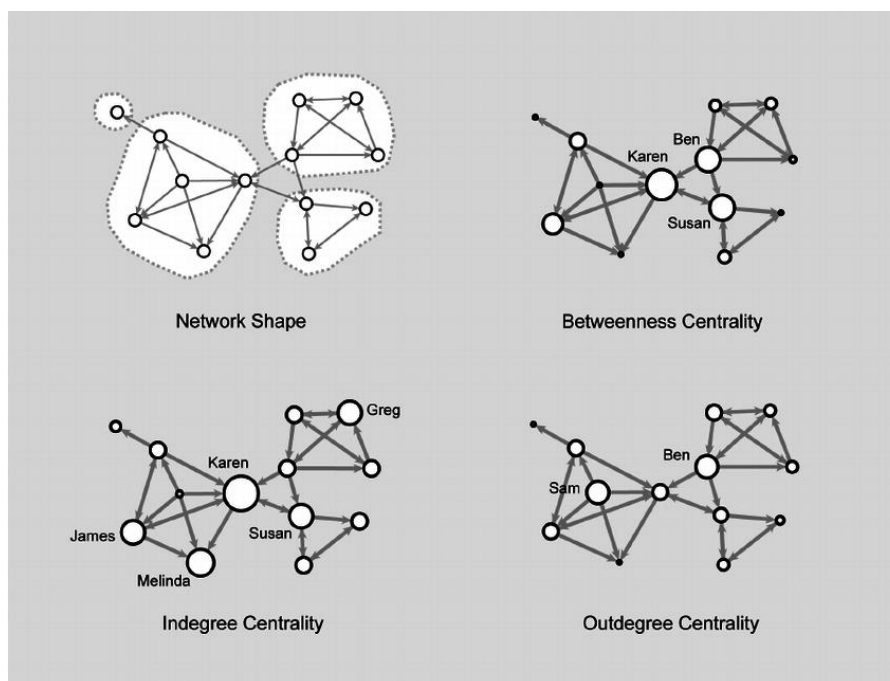 Karen
Ben
Susan
Network Shape
Betweenness Centrality
Karen
Greg
James
Susan
Melinda
Indegree Centrality
Ben
Sam
Outdegree Centrality